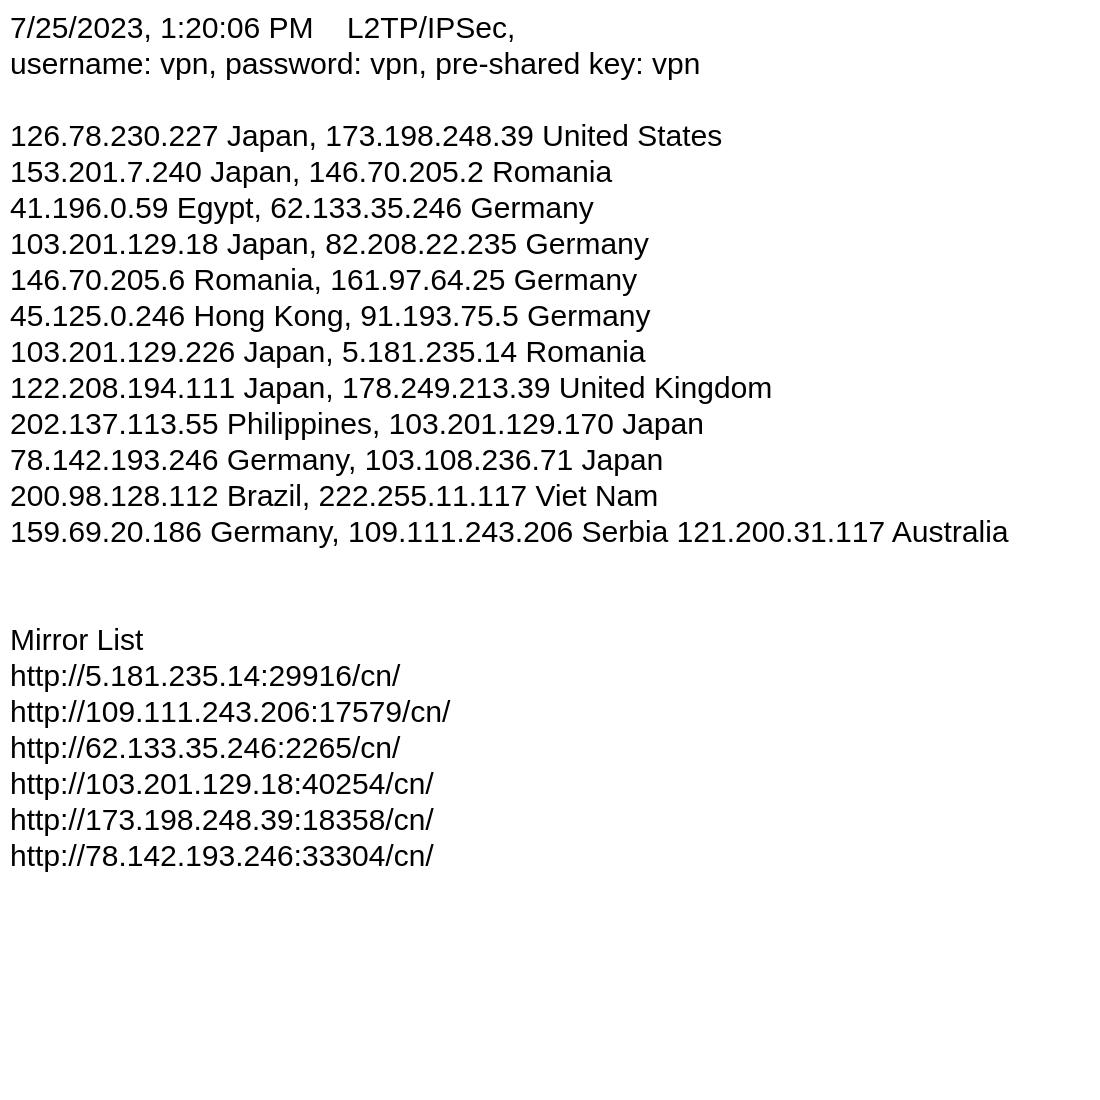 7/25/2023, 1:20:06 PM    L2TP/IPSec,
username: vpn, password: vpn, pre-shared key: vpn
126.78.230.227 Japan, 173.198.248.39 United States
153.201.7.240 Japan, 146.70.205.2 Romania
41.196.0.59 Egypt, 62.133.35.246 Germany
103.201.129.18 Japan, 82.208.22.235 Germany
146.70.205.6 Romania, 161.97.64.25 Germany
45.125.0.246 Hong Kong, 91.193.75.5 Germany
103.201.129.226 Japan, 5.181.235.14 Romania
122.208.194.111 Japan, 178.249.213.39 United Kingdom
202.137.113.55 Philippines, 103.201.129.170 Japan
78.142.193.246 Germany, 103.108.236.71 Japan
200.98.128.112 Brazil, 222.255.11.117 Viet Nam
159.69.20.186 Germany, 109.111.243.206 Serbia 121.200.31.117 Australia
Mirror List
http://5.181.235.14:29916/cn/
http://109.111.243.206:17579/cn/
http://62.133.35.246:2265/cn/
http://103.201.129.18:40254/cn/
http://173.198.248.39:18358/cn/
http://78.142.193.246:33304/cn/